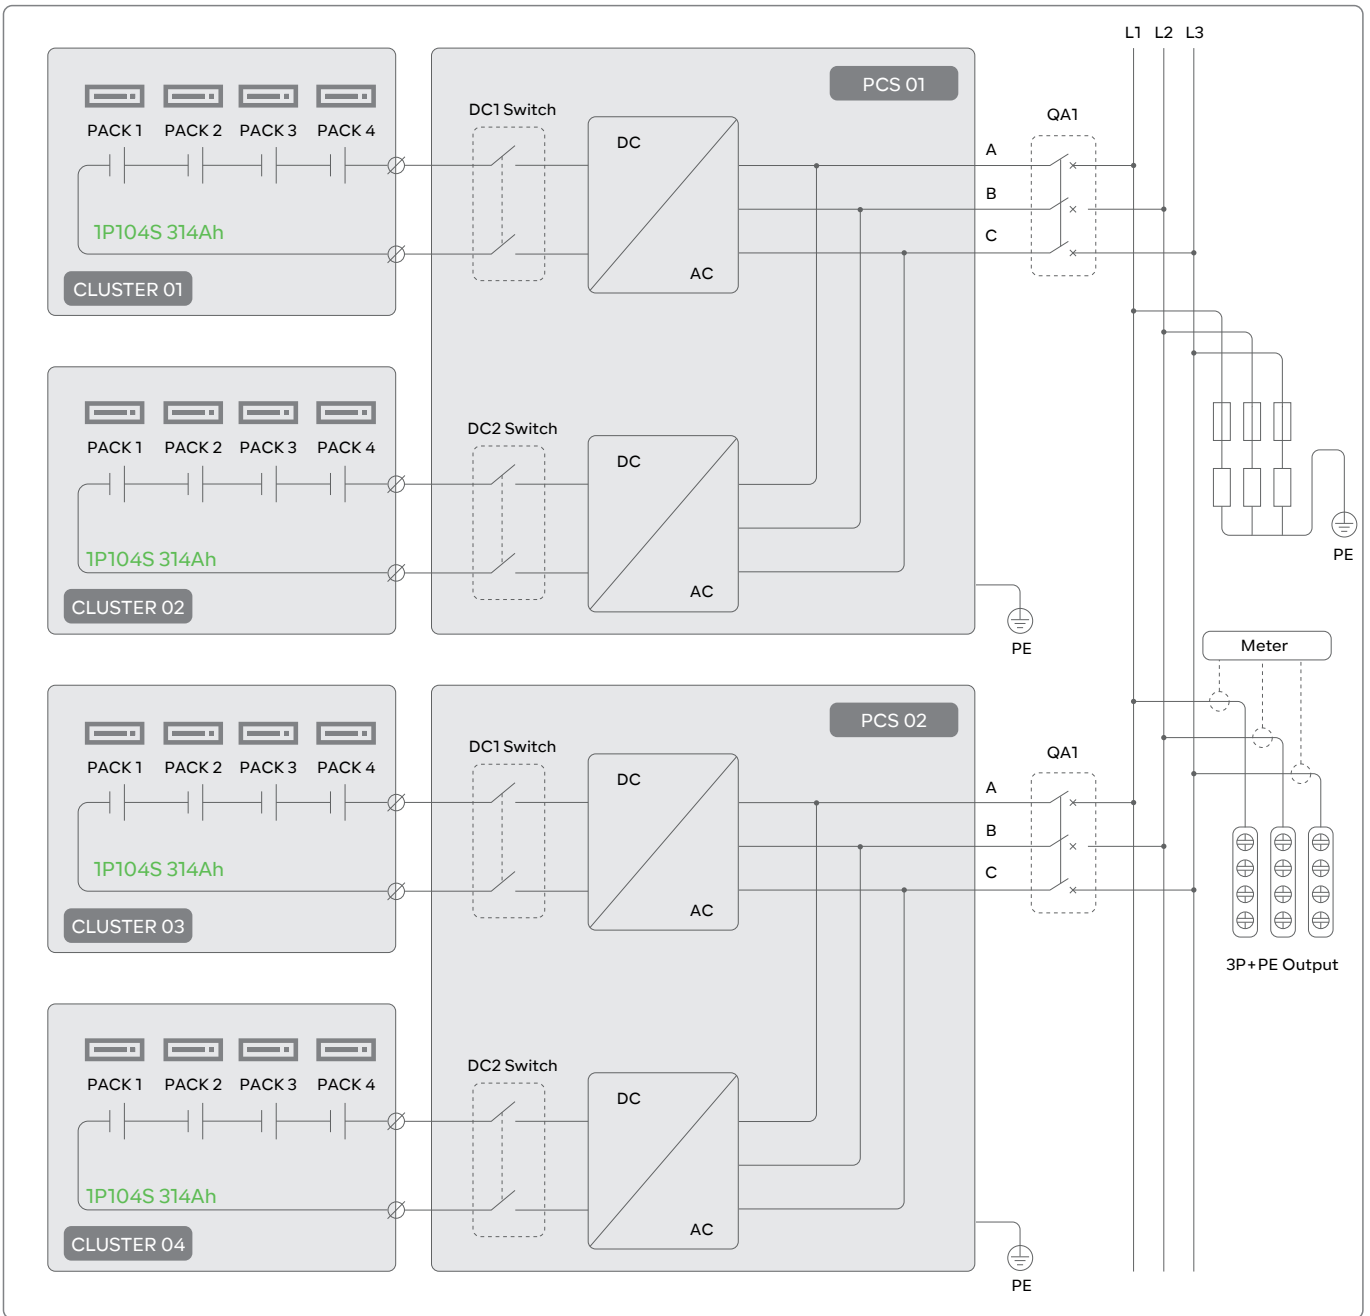 L1 L2 L3
PCS 01
PACK 1 PACK 2 PACK 3 PACK 4
DC1 Switch
QA1
DC
A
B
1P104S 314Ah
C
AC
CLUSTER 01
PACK 1 PACK 2 PACK 3 PACK 4
DC2 Switch
DC
1P104S 314Ah
PE
AC
CLUSTER 02
PE
Meter
PCS 02
PACK 1 PACK 2 PACK 3 PACK 4
DC1 Switch
QA1
DC
A
B
1P104S 314Ah
C
AC
CLUSTER 03
3P+PE Output
PACK 1 PACK 2 PACK 3 PACK 4
DC2 Switch
DC
1P104S 314Ah
AC
CLUSTER 04
PE